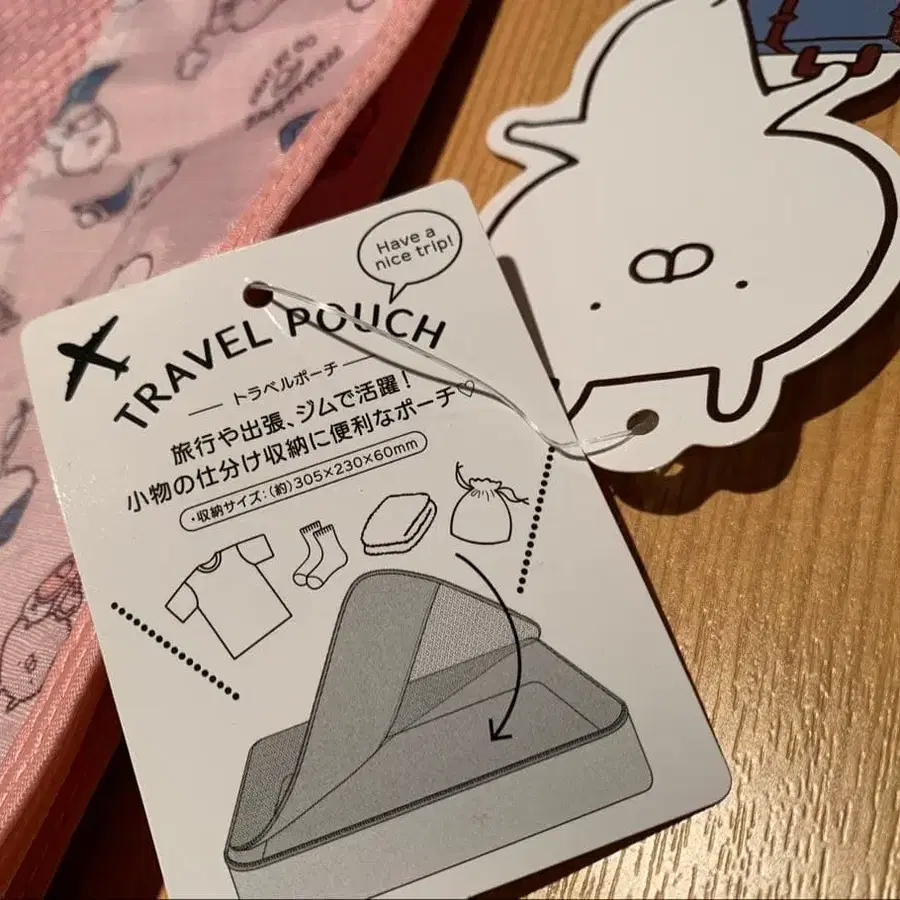 Have a
nice trip!
TRAVEL POUCH
トラベルポーチ
旅行や出張、ジムで活躍！
小物の仕分け収納に便利なポーチ♡
・収納サイズ：（約）305×230×60mm